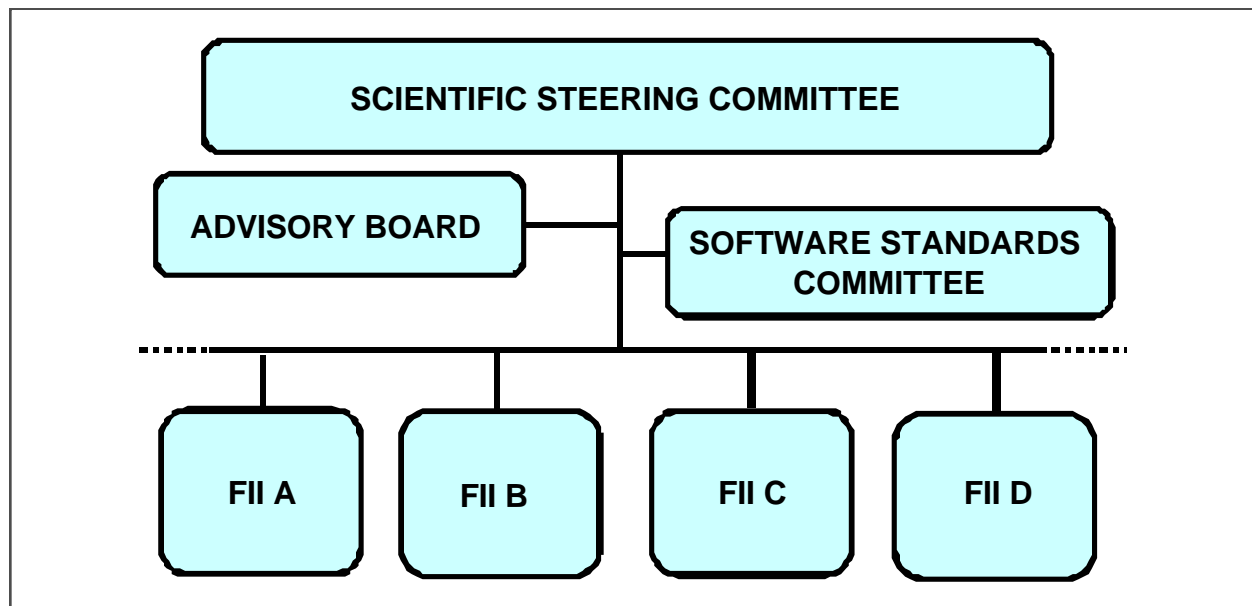 SCIENTIFIC STEERING COMMITTEE
ADVISORY BOARD
SOFTWARE STANDARDS
COMMITTEE
FII A
FII B
FII C
FII D